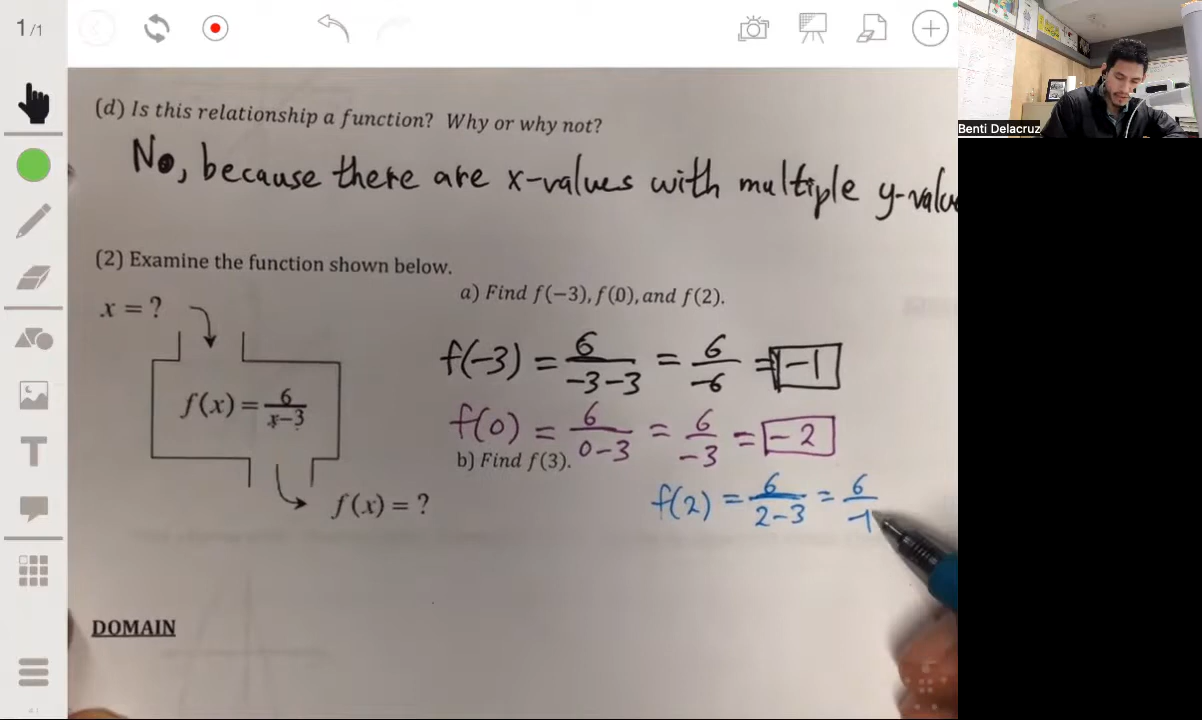 1/1
Benti Delacruz
(d) Is this relationship a function? Why or why not?
No, because there are x-values with multiple y-value
(2) Examine the function shown below.
a) Find f(−3), f(0), and f(2).
x = ?
f(−3) = 6/(−3−3) = 6/−6 = −1
f(x) = 6/(x−3)
f(0) = 6/(0−3) = 6/−3 = −2
b) Find f(3).
f(2) = 6/(2−3) = 6/−1
f(x) = ?
DOMAIN